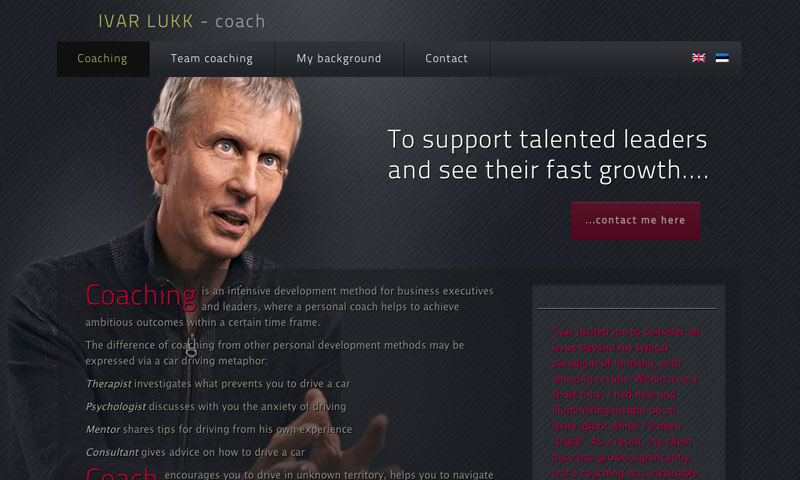 IVAR LUKK - coach
Coaching
Team coaching
My background
Contact
To support talented leaders
and see their fast growth....
...contact me here
Coaching is an intensive development method for business executives
and leaders, where a personal coach helps to achieve
ambitious outcomes within a certain time frame.
The difference of coaching from other personal development methods may be
expressed via a car driving metaphor:
Therapist investigates what prevents you to drive a car
Psychologist discusses with you the anxiety of driving
Mentor shares tips for driving from his own experience
Consultant gives advice on how to drive a car
Coach encourages you to drive in unknown territory, helps you to navigate
"Ivar invited me to consider an
issue beyond my typical
paradigm of thinking, with
amazing results. Within a very
short time, I had new and
illuminating insight on an
issue about which I'd been
"stuck". As a result, my client
base has grown significantly.
Ivar's coaching was invaluable